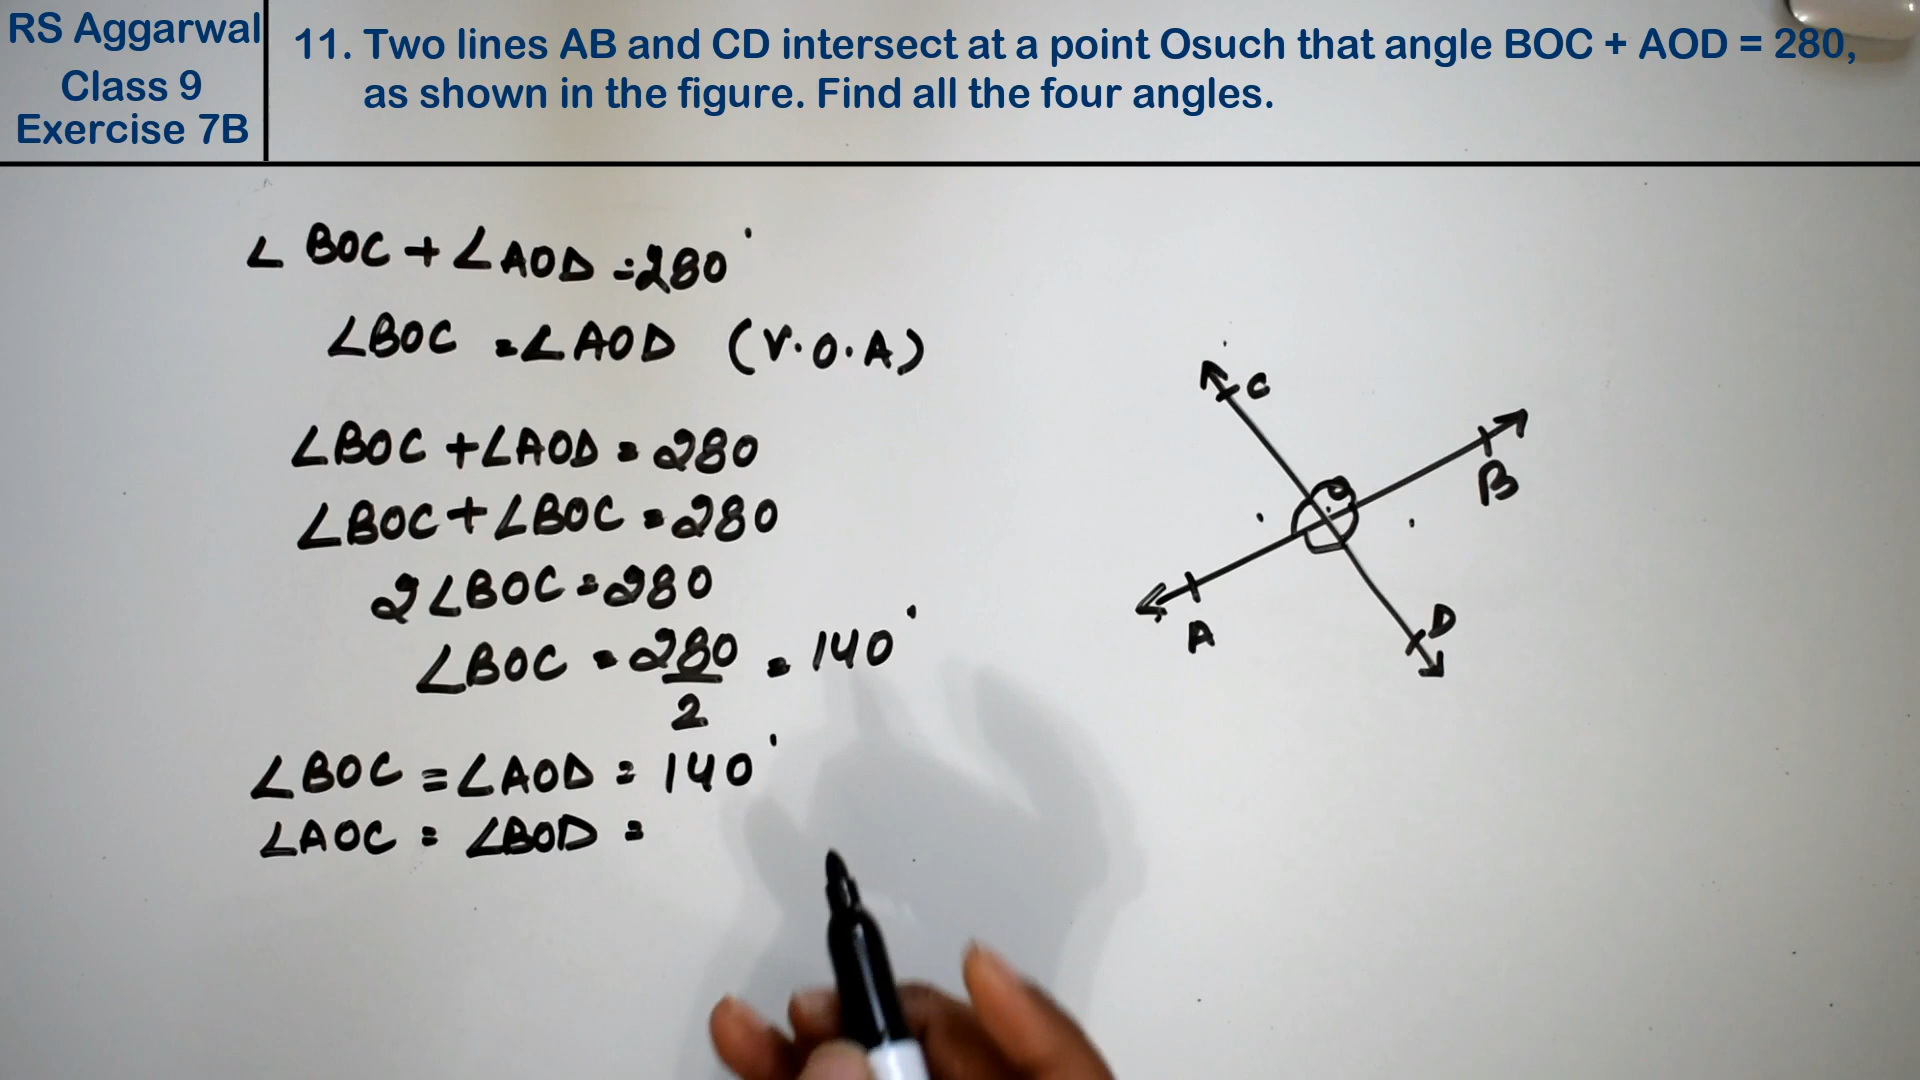 RS Aggarwal
Class 9
Exercise 7B
11. Two lines AB and CD intersect at a point Osuch that angle BOC + AOD = 280,
as shown in the figure. Find all the four angles.
∠BOC + ∠AOD = 280°
∠BOC = ∠AOD (V.O.A)
∠BOC + ∠AOD = 280
∠BOC + ∠BOC = 280
2∠BOC = 280
∠BOC = 280/2 = 140°
∠BOC = ∠AOD = 140°
∠AOC = ∠BOD =
C
O
B
A
D